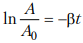 ln A/A₀ = −βt